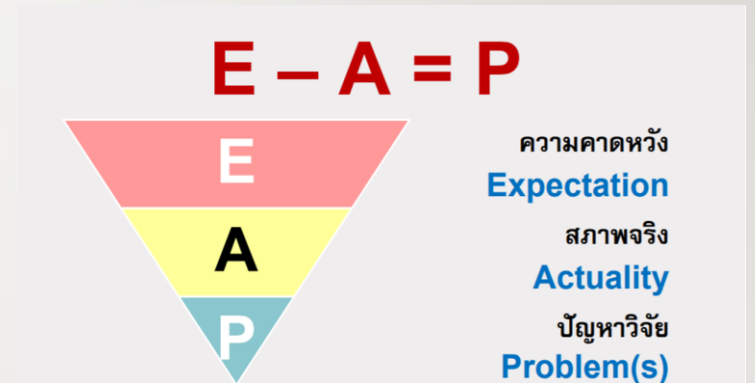 E – A = P
E
A
P
ความคาดหวัง
Expectation
สภาพจริง
Actuality
ปัญหาวิจัย
Problem(s)